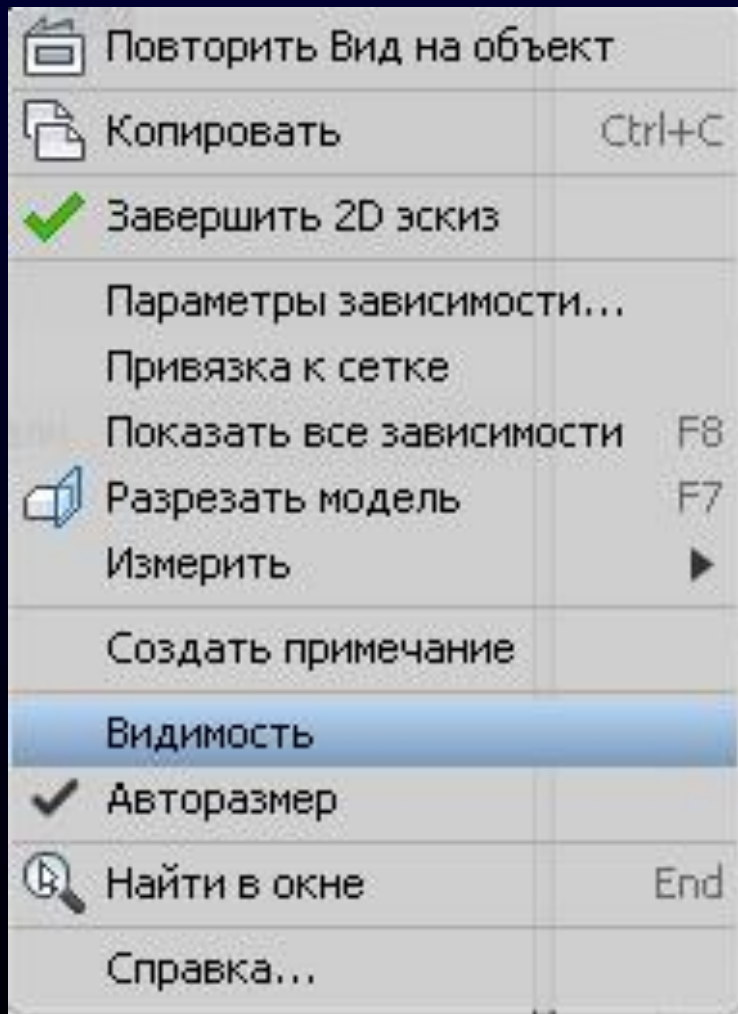 Повторить Вид на объект
Копировать Ctrl+C
Завершить 2D эскиз
Параметры зависимости...
Привязка к сетке
Показать все зависимости F8
Разрезать модель F7
Измерить
Создать примечание
Видимость
Авторазмер
Найти в окне End
Справка...